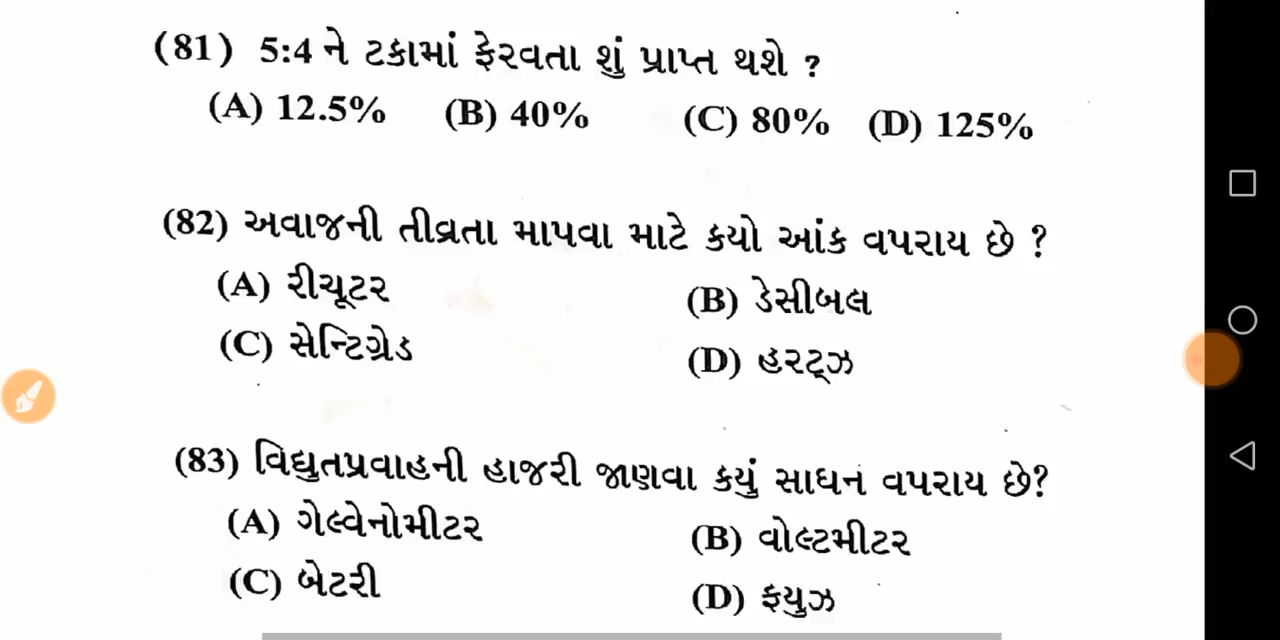 (81) 5:4 ને ટકામાં ફેરવતા શું પ્રાપ્ત થશે ?
(A) 12.5% (B) 40% (C) 80% (D) 125%
(82) અવાજની તીવ્રતા માપવા માટે કયો આંક વપરાય છે ?
(A) રીચૂટર (B) ડેસીબલ
(C) સેન્ટિગ્રેડ (D) હરટ્ઝ
(83) વિદ્યુતપ્રવાહની હાજરી જાણવા કયું સાધન વપરાય છે?
(A) ગેલ્વેનોમીટર (B) વોલ્ટમીટર
(C) બેટરી (D) ફ્યુઝ